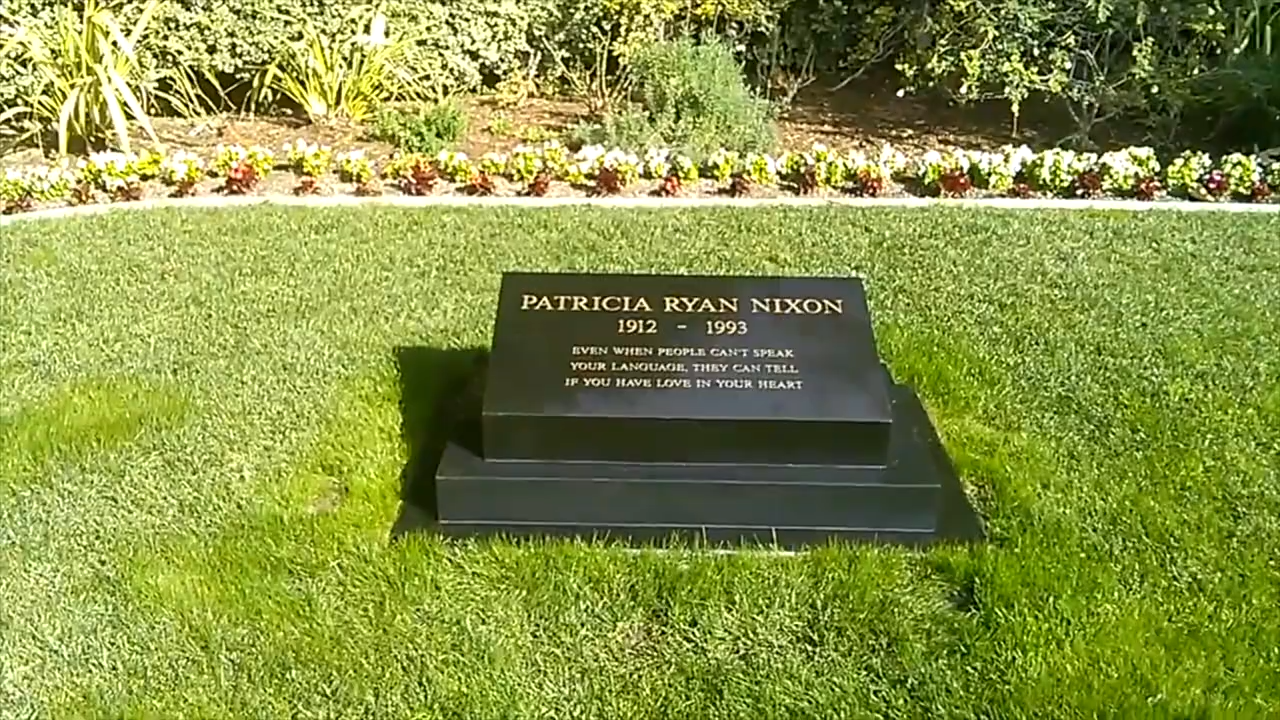 PATRICIA RYAN NIXON
1912 - 1993
EVEN WHEN PEOPLE CAN'T SPEAK
YOUR LANGUAGE, THEY CAN TELL
IF YOU HAVE LOVE IN YOUR HEART